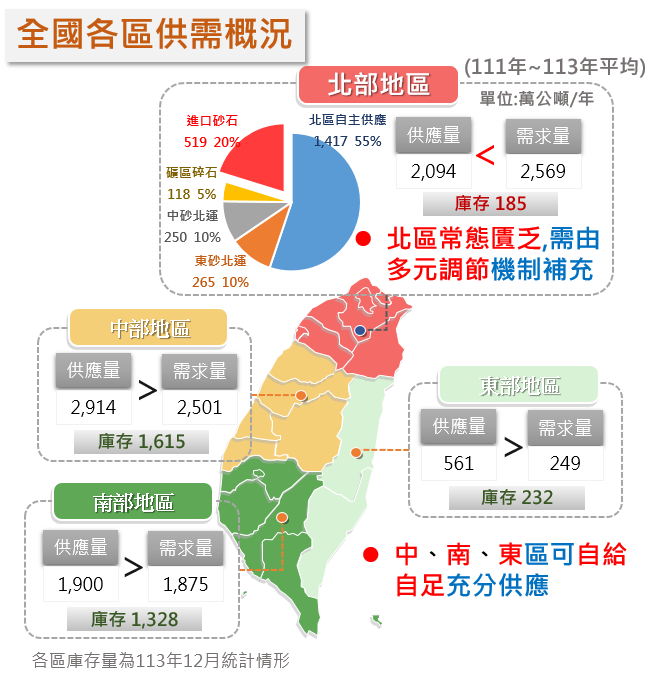 全國各區供需概況
(111年~113年平均)
北部地區
單位:萬公噸/年
進口砂石
519 20%
北區自主供應
1,417 55%
礦區碎石
118 5%
中砂北運
250 10%
東砂北運
265 10%
供應量
需求量
2,094
<
2,569
庫存 185
● 北區常態匱乏,需由
多元調節機制補充
中部地區
供應量
需求量
2,914
>
2,501
庫存 1,615
東部地區
供應量
需求量
561
>
249
庫存 232
南部地區
供應量
需求量
1,900
>
1,875
庫存 1,328
● 中、南、東區可自給
自足充分供應
各區庫存量為113年12月統計情形